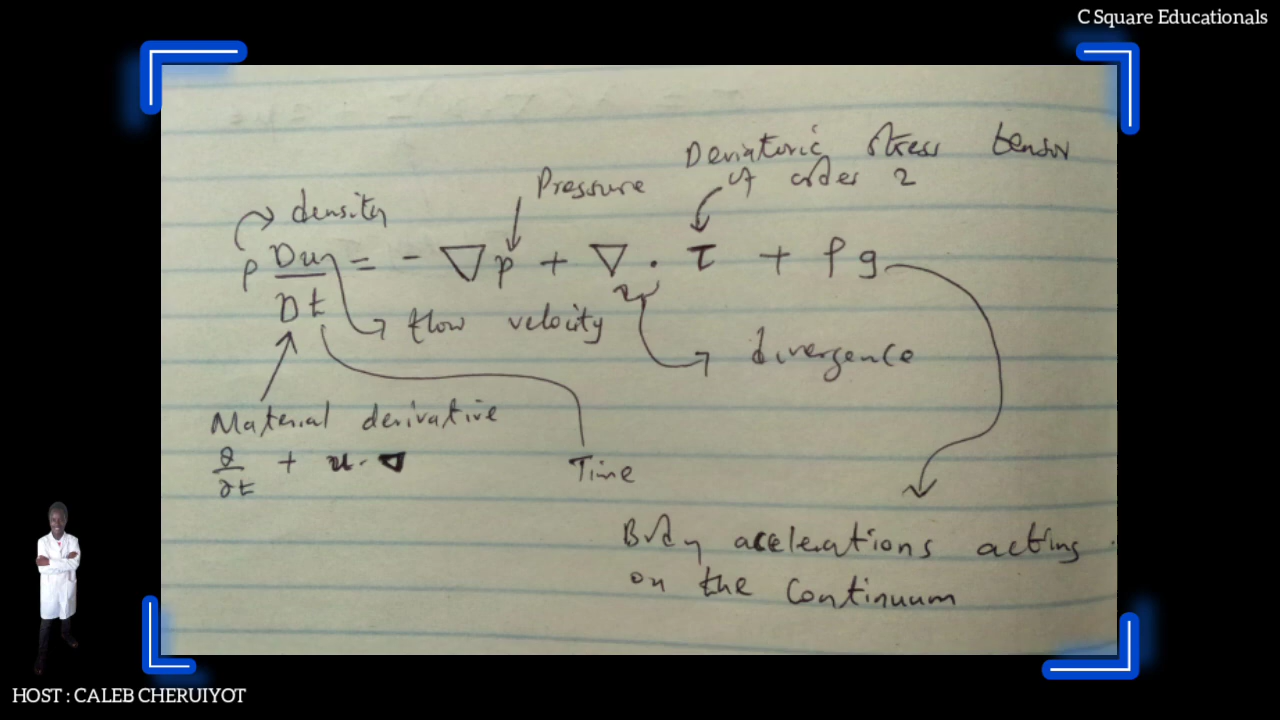 C Square Educationals
Deviatoric stress tensor
of order 2
Pressure
density
ρ Du/Dt = - ∇p + ∇ · τ + ρg
flow velocity
divergence
Material derivative
∂/∂t + u · ∇
Time
Body accelerations acting
on the continuum
HOST : CALEB CHERUIYOT